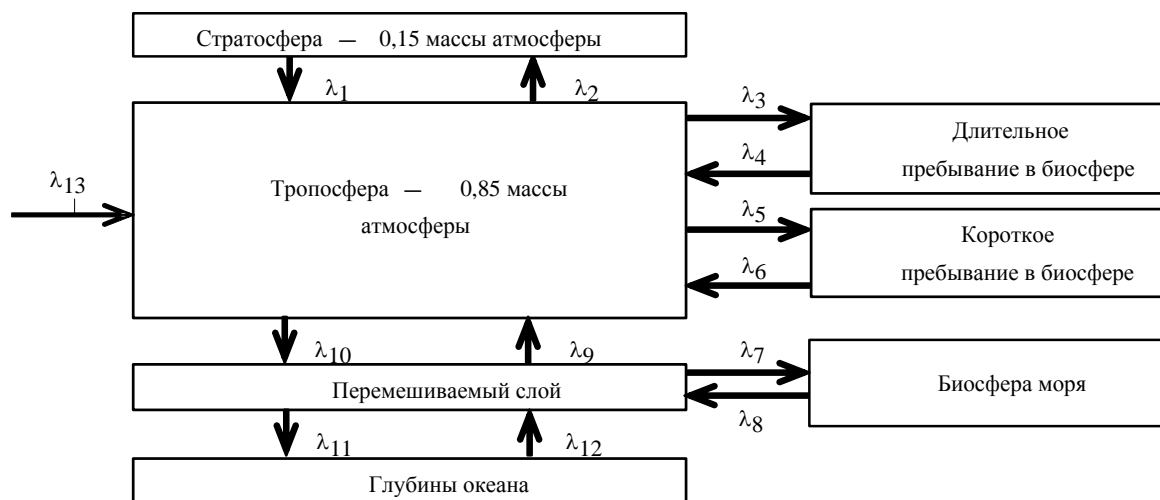 Стратосфера — 0,15 массы атмосферы
λ1 λ2
λ3
Длительное
пребывание в биосфере
λ4
λ13
Тропосфера — 0,85 массы
атмосферы
λ5
Короткое
пребывание в биосфере
λ6
λ10 λ9
λ7
Перемешиваемый слой
Биосфера моря
λ8
λ11 λ12
Глубины океана